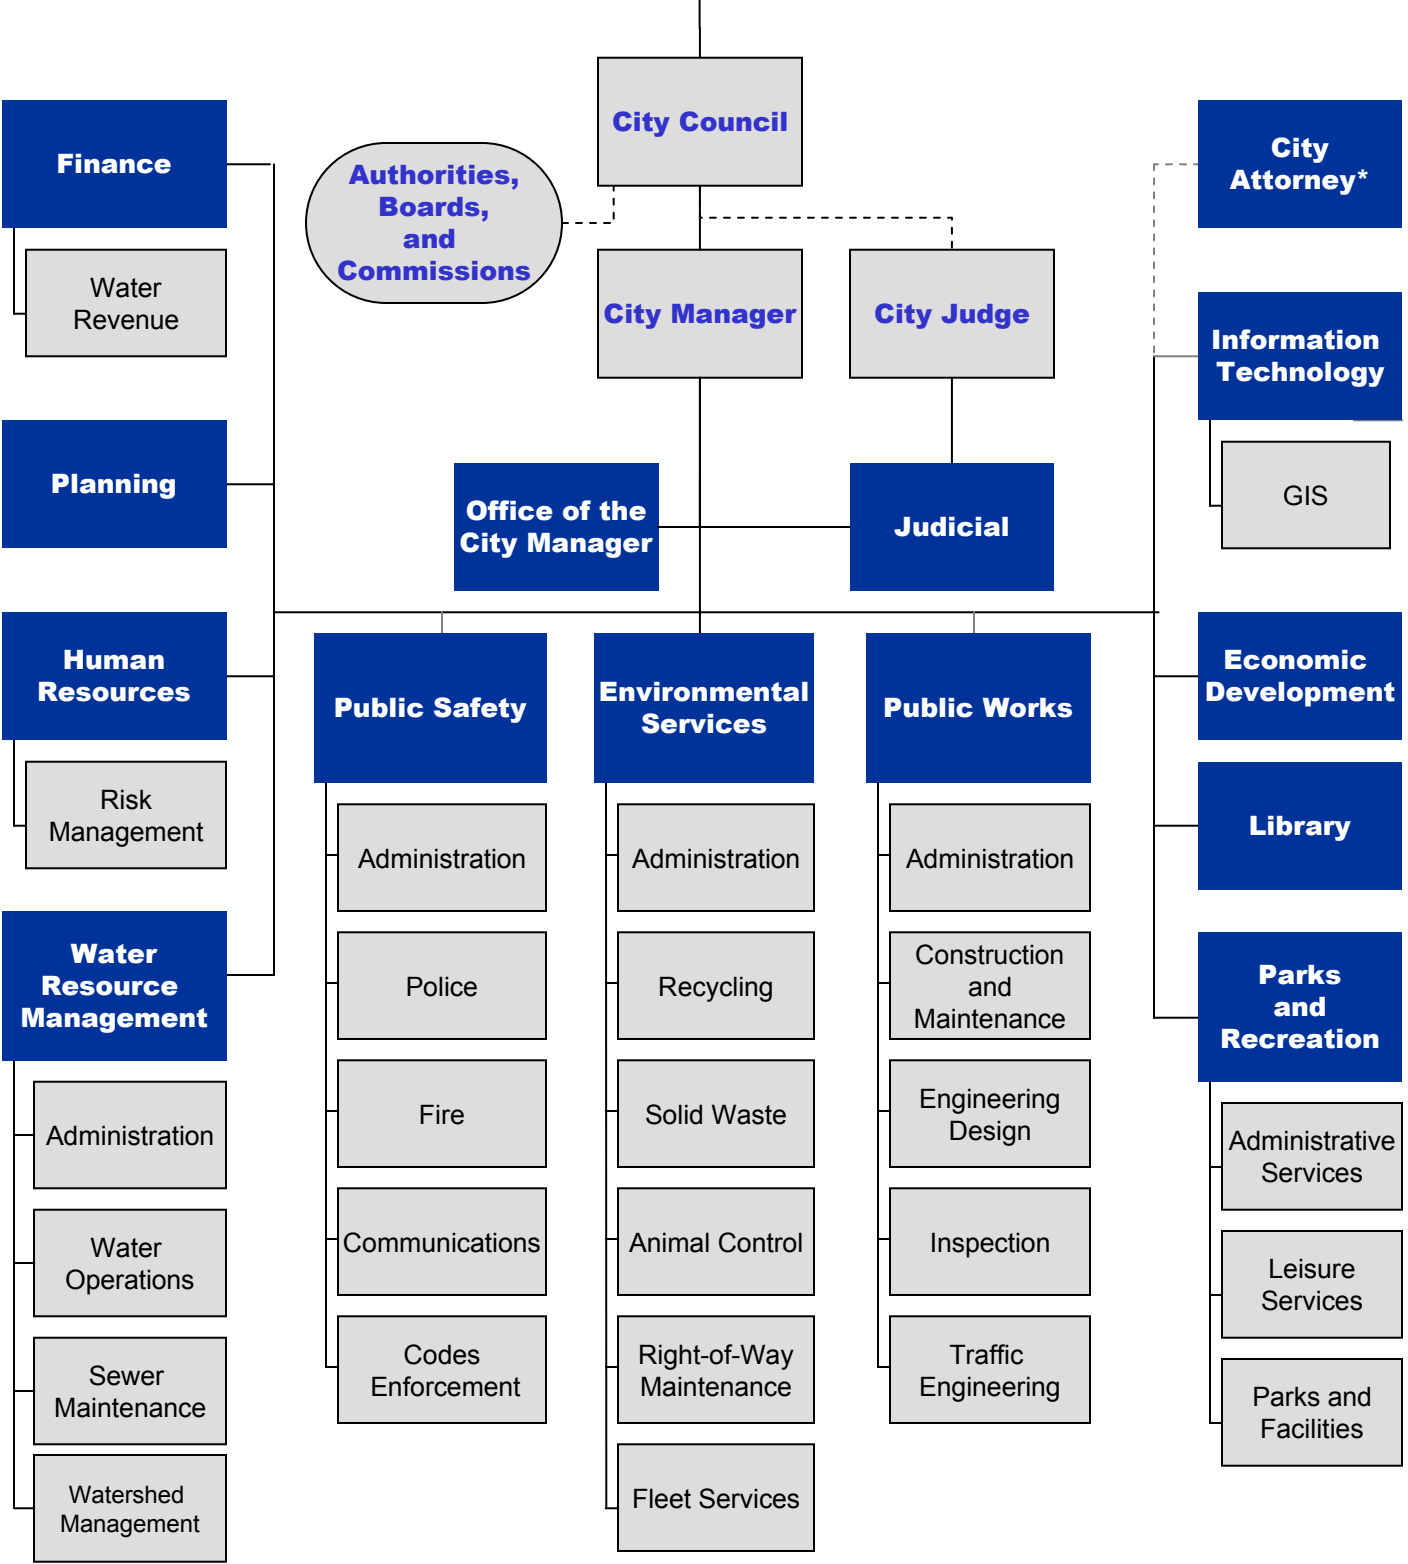 City Council
Authorities,
Boards,
and
Commissions
City Manager
City Judge
Office of the
City Manager
Judicial
Finance
Water
Revenue
Planning
Human
Resources
Risk
Management
Water
Resource
Management
Administration
Water
Operations
Sewer
Maintenance
Watershed
Management
Public Safety
Administration
Police
Fire
Communications
Codes
Enforcement
Environmental
Services
Administration
Recycling
Solid Waste
Animal Control
Right-of-Way
Maintenance
Fleet Services
Public Works
Administration
Construction
and
Maintenance
Engineering
Design
Inspection
Traffic
Engineering
City
Attorney*
Information
Technology
GIS
Economic
Development
Library
Parks
and
Recreation
Administrative
Services
Leisure
Services
Parks and
Facilities